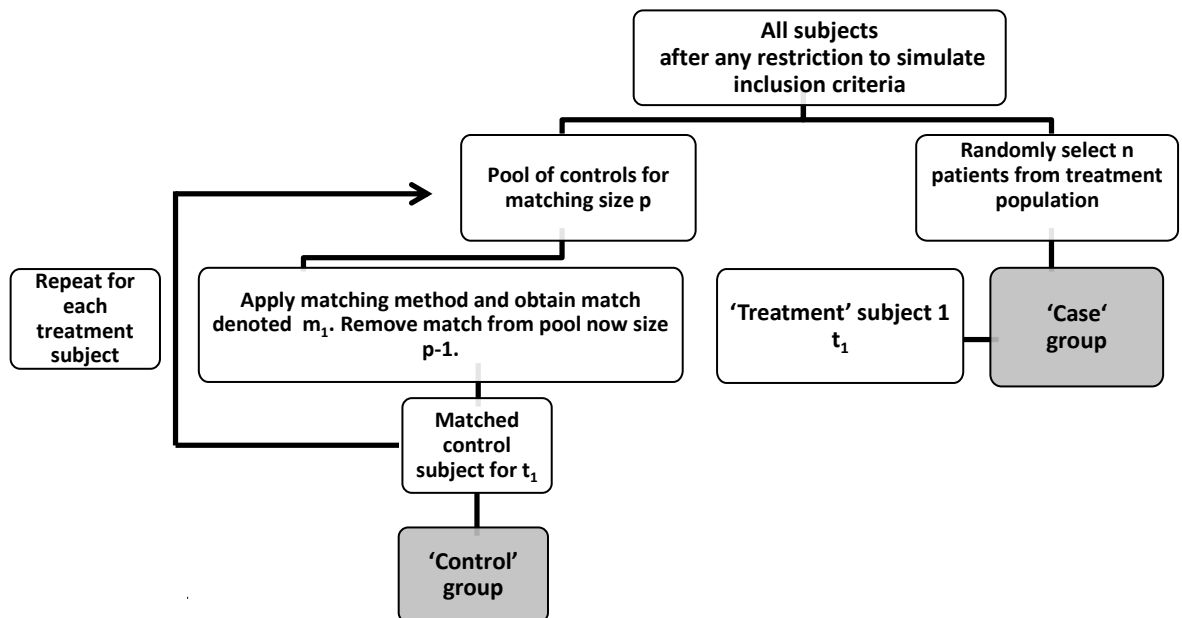 All subjects
after any restriction to simulate
inclusion criteria
Pool of controls for
matching size p
Randomly select n
patients from treatment
population
Repeat for
each
treatment
subject
Apply matching method and obtain match
denoted m₁. Remove match from pool now size
p-1.
‘Treatment’ subject 1
t₁
‘Case‘
group
Matched
control
subject for t₁
‘Control’
group